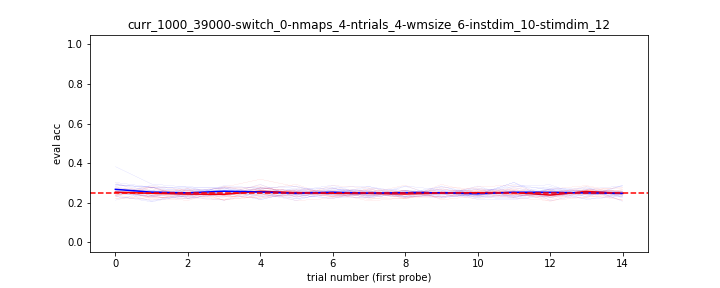 curr_1000_39000-switch_0-nmaps_4-ntrials_4-wmsize_6-instdim_10-stimdim_12
1.0
0.8
0.6
0.4
0.2
0.0
eval acc
0 2 4 6 8 10 12 14
trial number (first probe)